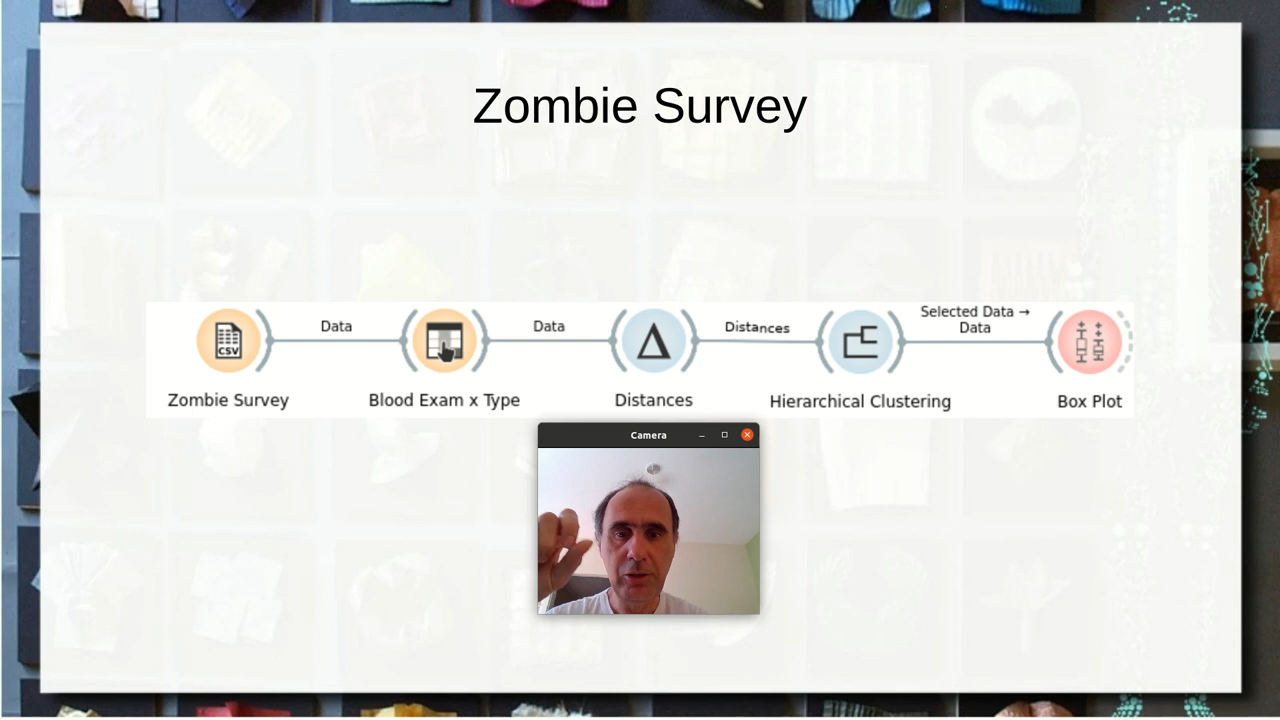 Zombie Survey
Data
Data
Distances
Selected Data →
Data
CSV
Zombie Survey
Blood Exam x Type
Distances
Hierarchical Clustering
Box Plot
Camera